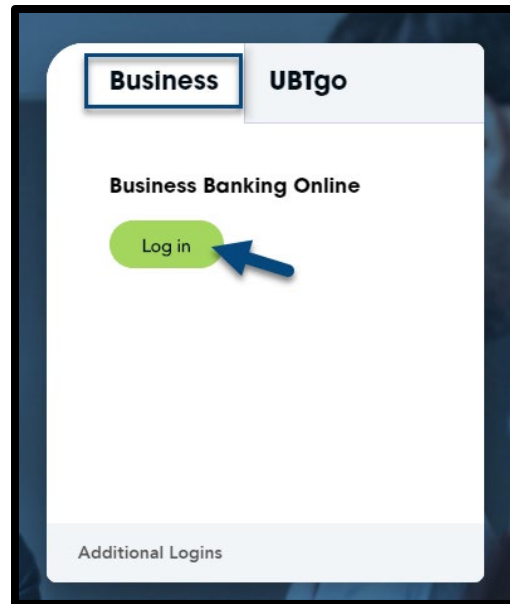 Business UBTgo
Business Banking Online
Log in
Additional Logins